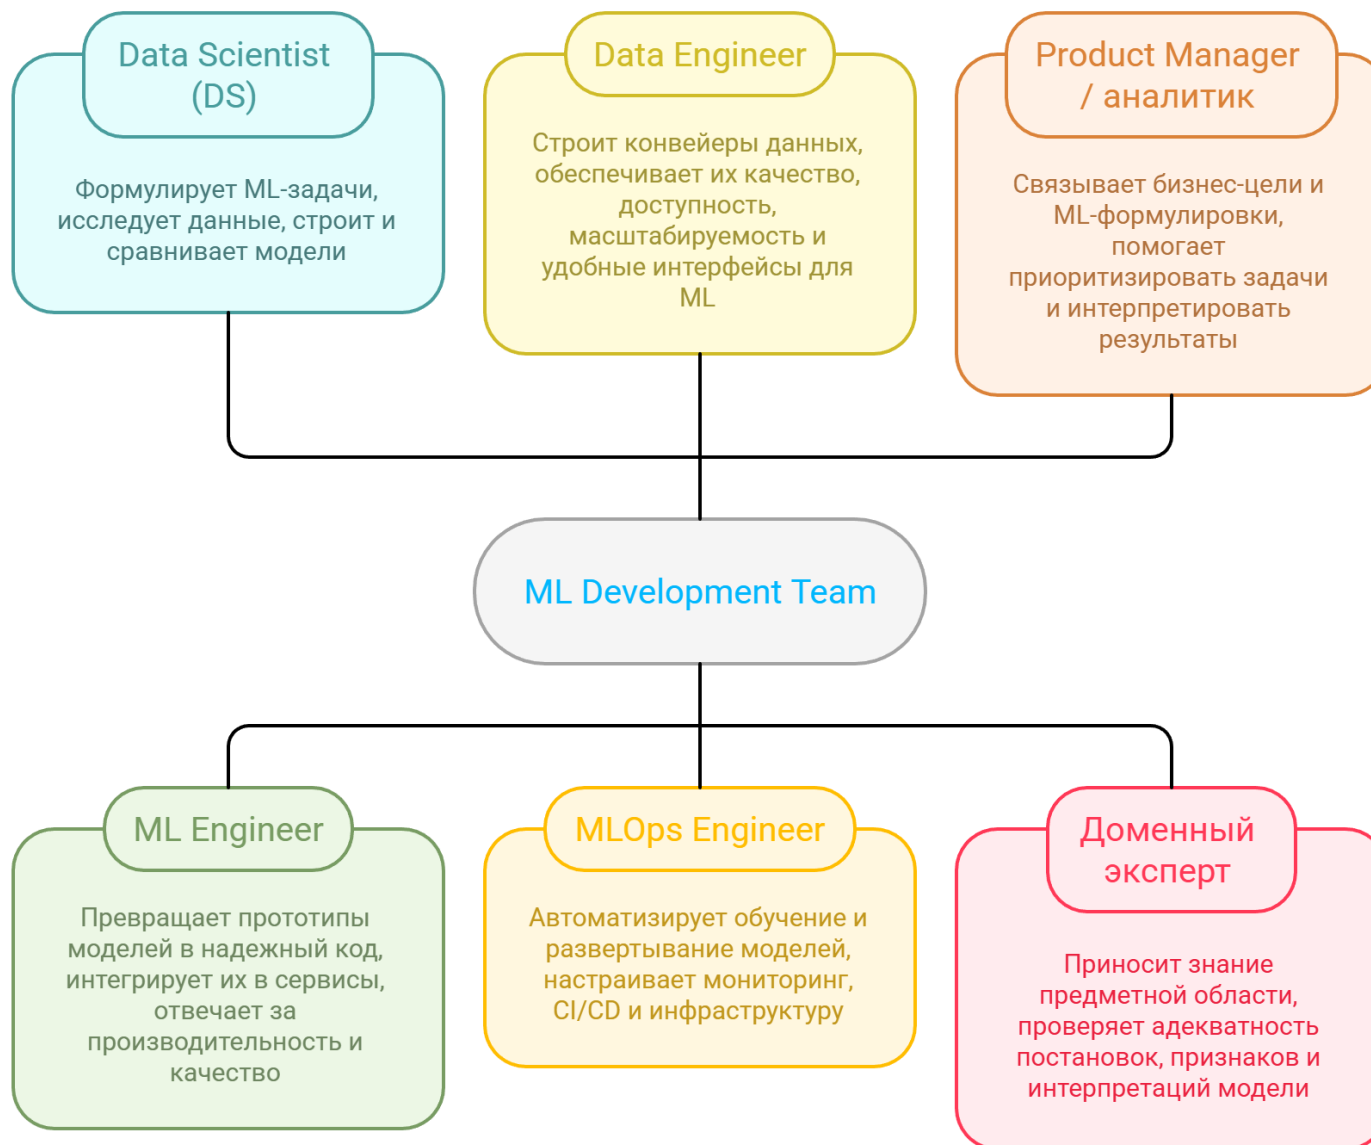 Data Scientist
(DS)
Формулирует ML-задачи,
исследует данные, строит и
сравнивает модели
Data Engineer
Строит конвейеры данных,
обеспечивает их качество,
доступность,
масштабируемость и
удобные интерфейсы для
ML
Product Manager
/ аналитик
Связывает бизнес-цели и
ML-формулировки,
помогает
приоритизировать задачи
и интерпретировать
результаты
ML Development Team
ML Engineer
Превращает прототипы
моделей в надежный код,
интегрирует их в сервисы,
отвечает за
производительность и
качество
MLOps Engineer
Автоматизирует обучение и
развертывание моделей,
настраивает мониторинг,
CI/CD и инфраструктуру
Доменный
эксперт
Приносит знание
предметной области,
проверяет адекватность
постановок, признаков и
интерпретаций модели